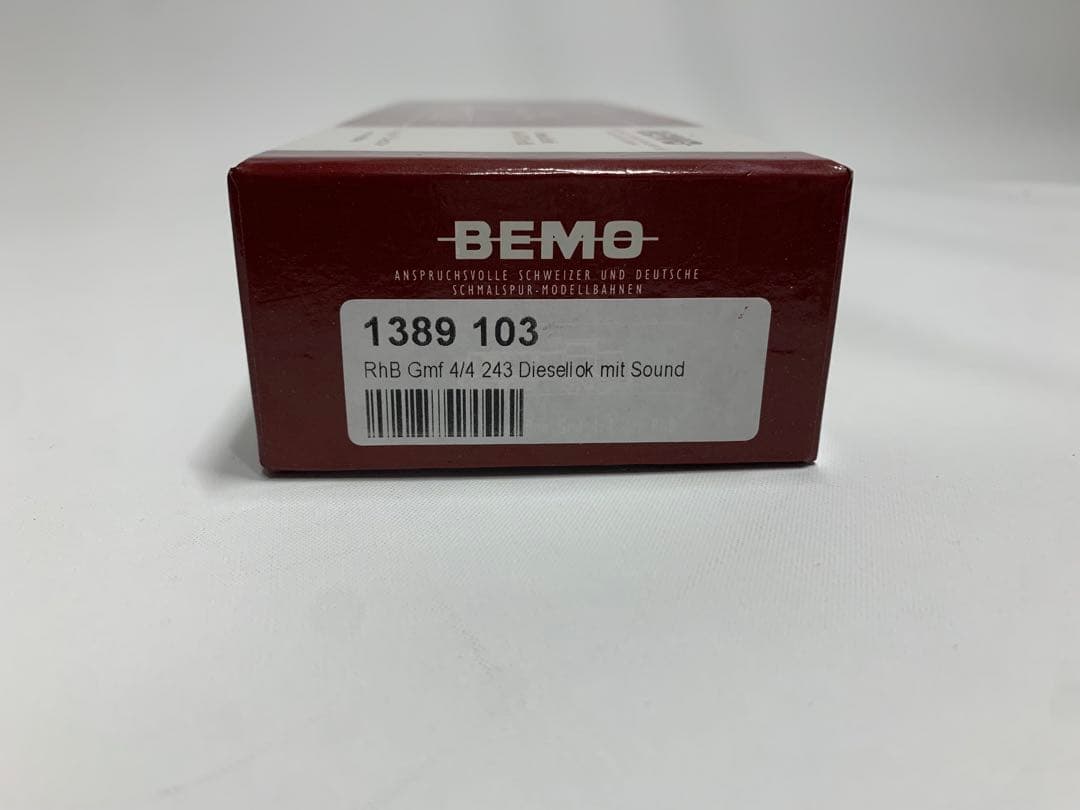 BEMO
ANSPRUCHSVOLLE SCHWEIZER UND DEUTSCHE
SCHMALSPUR-MODELLBAHNEN
1389 103
RhB Gmf 4/4 243 Diesellok mit Sound